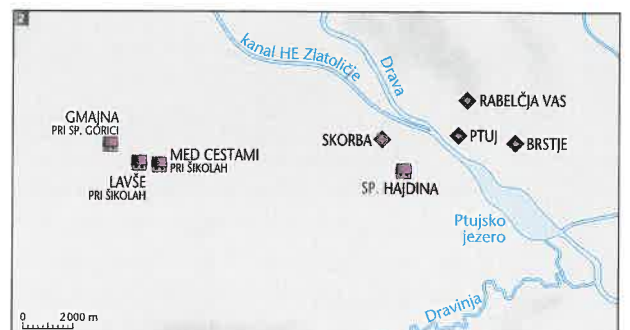 2
kanal HE Zlatoličje
Drava
RABELČJA VAS
GMAJNA
PRI SP. GORICI
SKORBA
PTUJ
BRSTJE
MED CESTAMI
PRI ŠIKOLAH
LAVŠE
PRI ŠIKOLAH
SP. HAJDINA
Ptujsko
jezero
Dravinja
0 2000 m